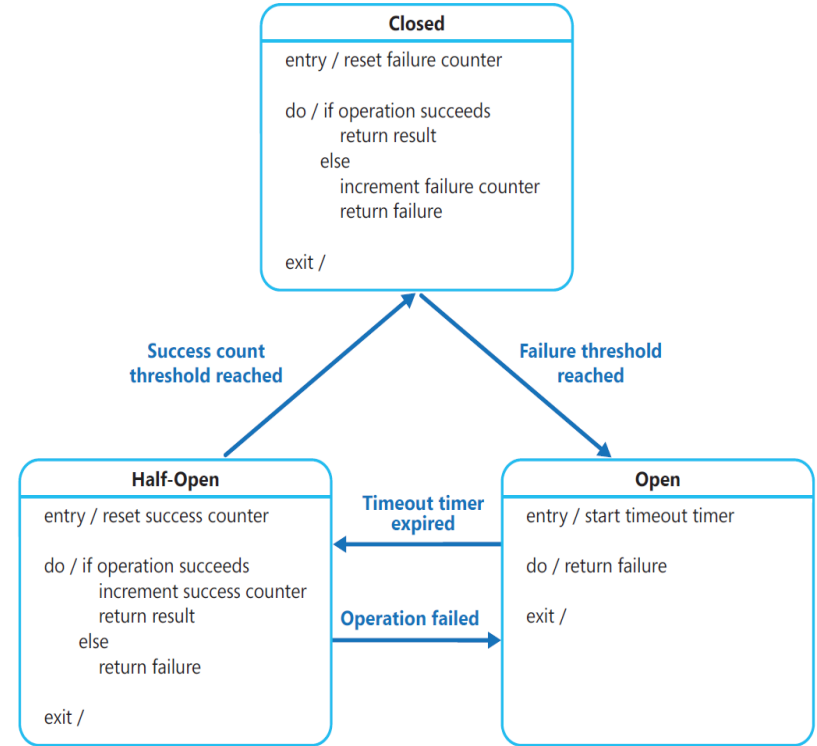 Closed
entry / reset failure counter
do / if operation succeeds
return result
else
increment failure counter
return failure
exit /
Success count
threshold reached
Failure threshold
reached
Half-Open
entry / reset success counter
do / if operation succeeds
increment success counter
return result
else
return failure
exit /
Timeout timer
expired
Operation failed
Open
entry / start timeout timer
do / return failure
exit /